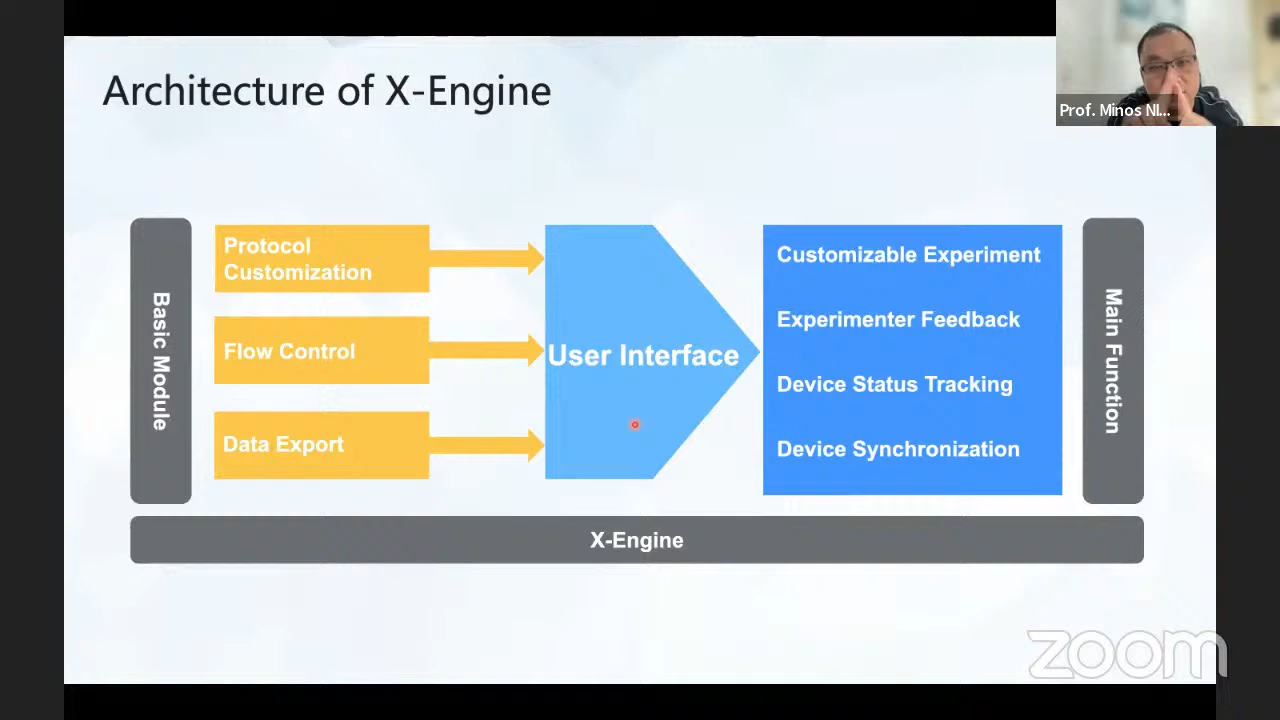 Architecture of X-Engine
Prof. Minos NI...
Basic Module
Protocol
Customization
Flow Control
Data Export
User Interface
Customizable Experiment
Experimenter Feedback
Device Status Tracking
Device Synchronization
Main Function
X-Engine
zoom